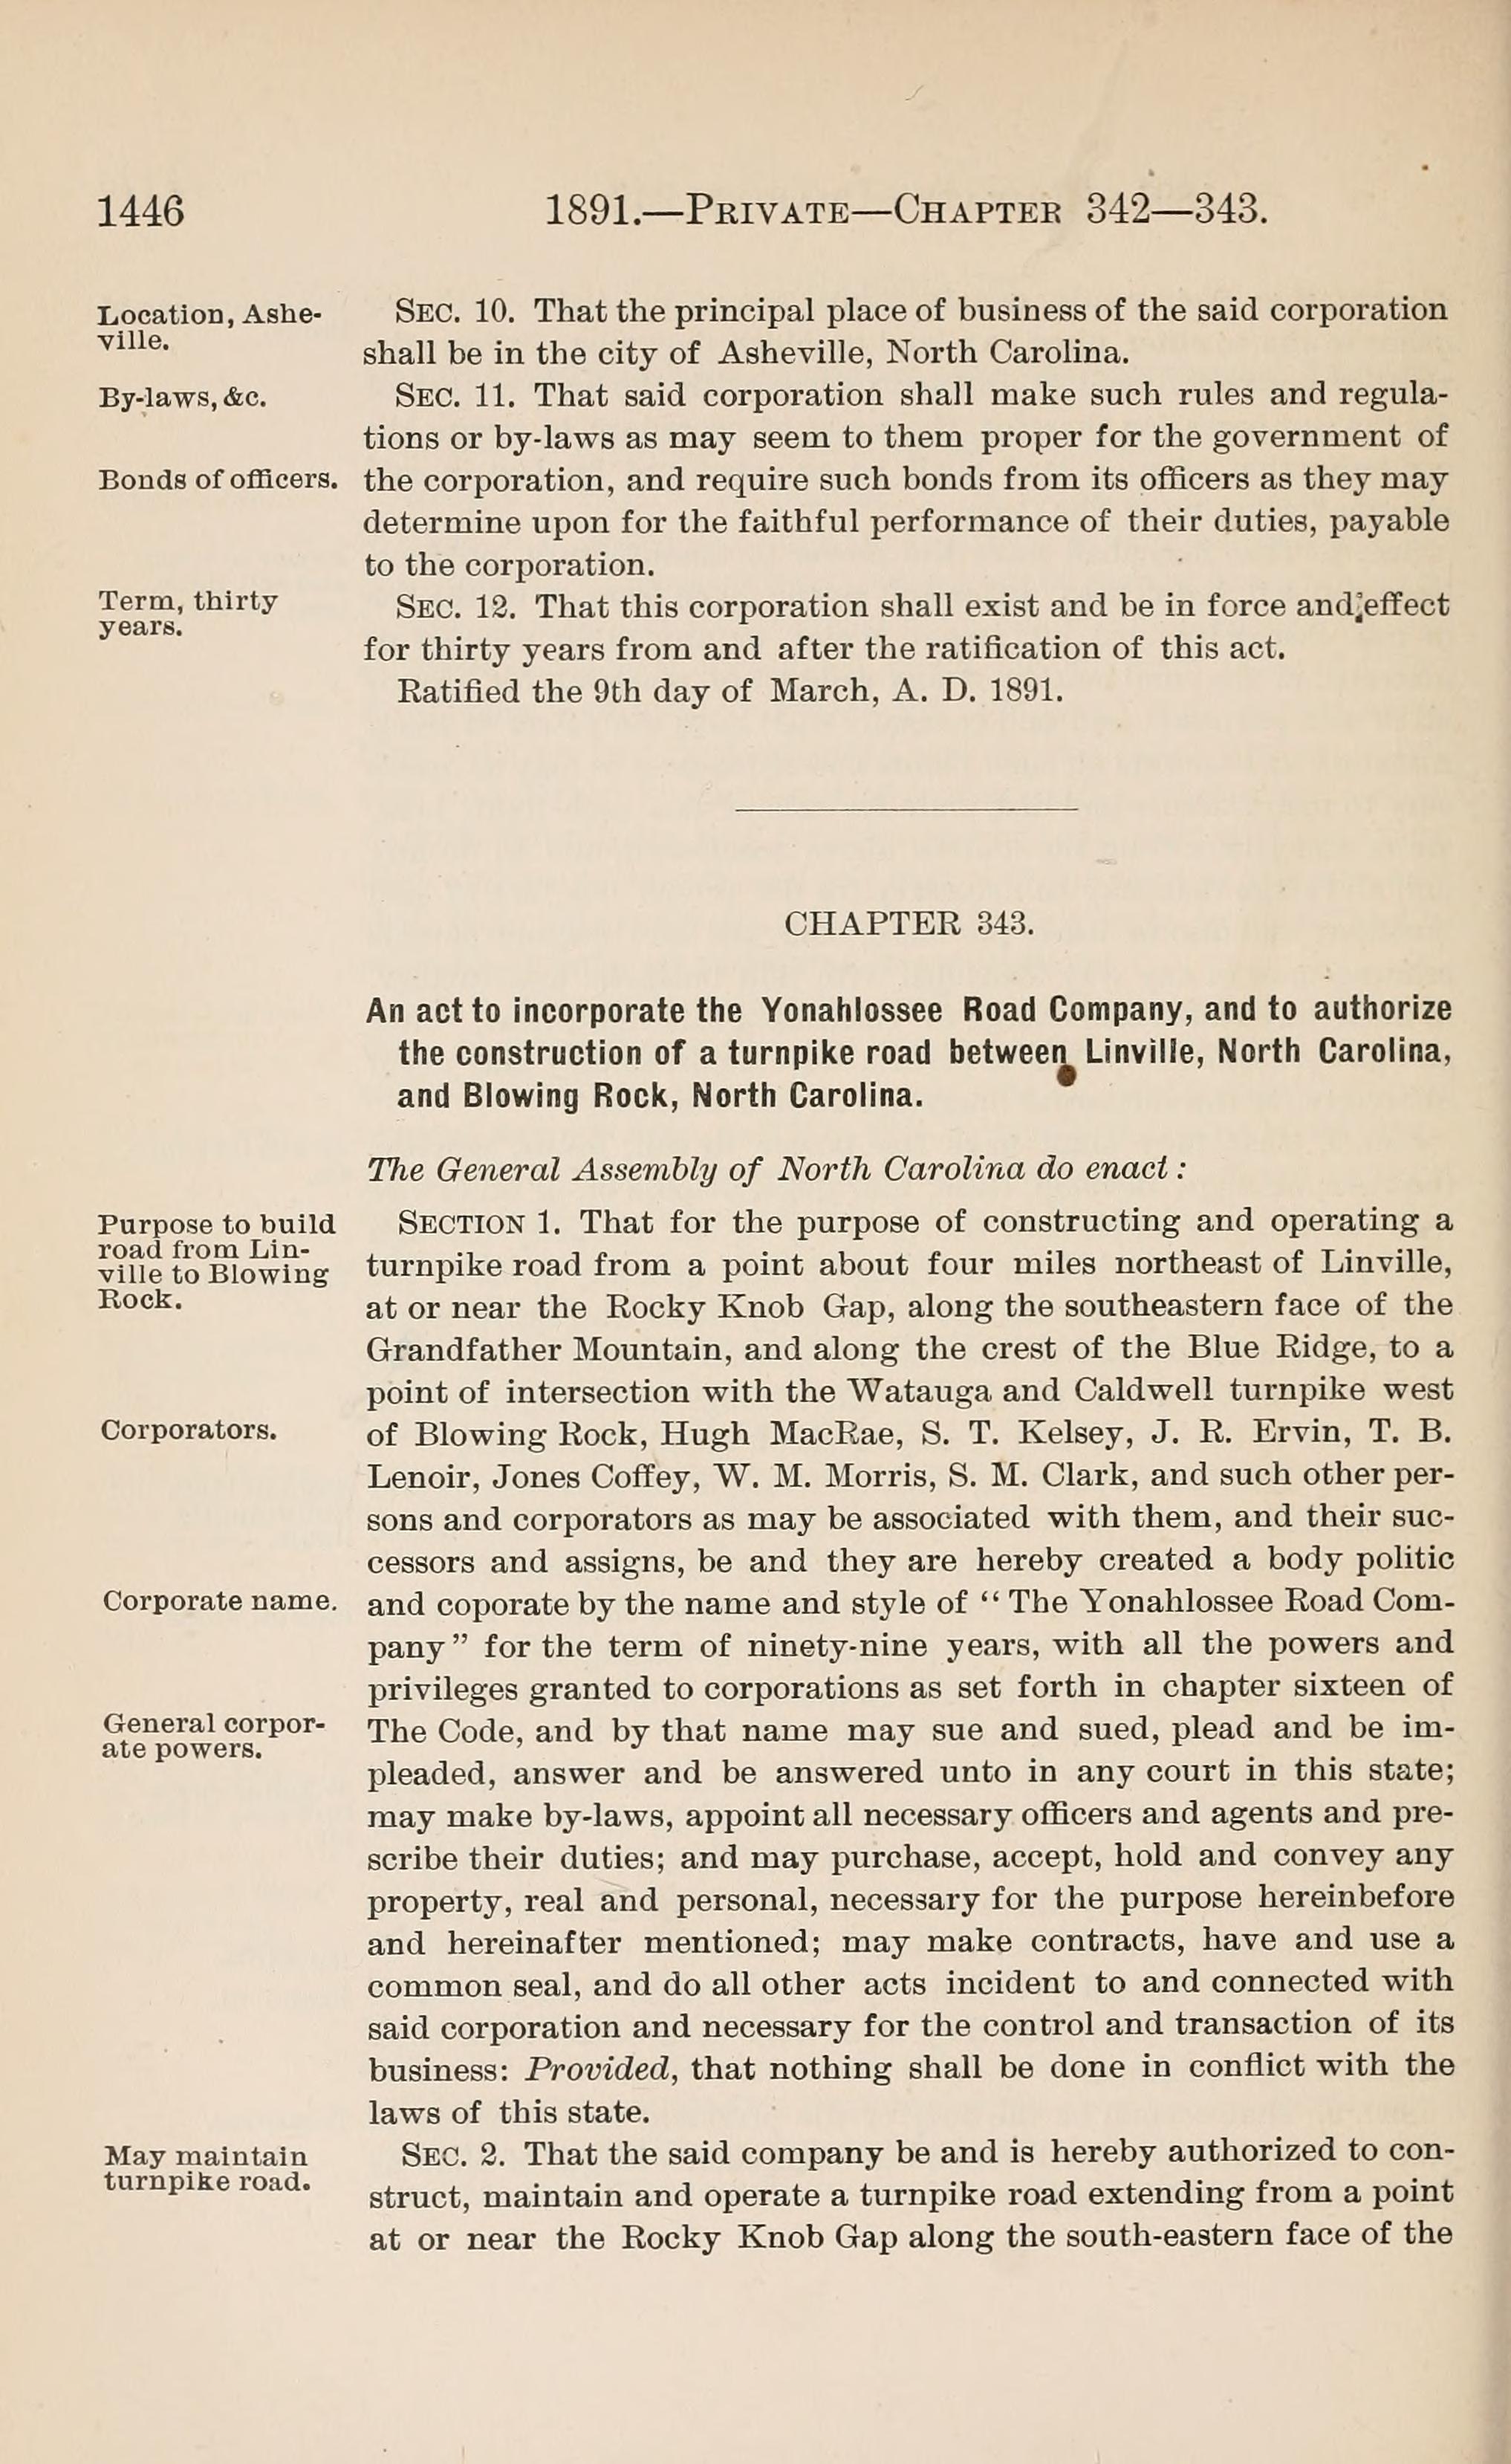 1446
1891.—PRIVATE—CHAPTER 342—343.
Location, Ashe-
ville.
SEC. 10. That the principal place of business of the said corporation
shall be in the city of Asheville, North Carolina.
By-laws, &c.
SEC. 11. That said corporation shall make such rules and regula-
tions or by-laws as may seem to them proper for the government of
Bonds of officers.
the corporation, and require such bonds from its officers as they may
determine upon for the faithful performance of their duties, payable
to the corporation.
Term, thirty
years.
SEC. 12. That this corporation shall exist and be in force and effect
for thirty years from and after the ratification of this act.
Ratified the 9th day of March, A. D. 1891.
CHAPTER 343.
An act to incorporate the Yonahlossee Road Company, and to authorize
the construction of a turnpike road between Linville, North Carolina,
and Blowing Rock, North Carolina.
The General Assembly of North Carolina do enact :
Purpose to build
road from Lin-
ville to Blowing
Rock.
SECTION 1. That for the purpose of constructing and operating a
turnpike road from a point about four miles northeast of Linville,
at or near the Rocky Knob Gap, along the southeastern face of the
Grandfather Mountain, and along the crest of the Blue Ridge, to a
point of intersection with the Watauga and Caldwell turnpike west
Corporators.
of Blowing Rock, Hugh MacRae, S. T. Kelsey, J. R. Ervin, T. B.
Lenoir, Jones Coffey, W. M. Morris, S. M. Clark, and such other per-
sons and corporators as may be associated with them, and their suc-
cessors and assigns, be and they are hereby created a body politic
Corporate name.
and coporate by the name and style of “ The Yonahlossee Road Com-
pany ” for the term of ninety-nine years, with all the powers and
privileges granted to corporations as set forth in chapter sixteen of
General corpor-
ate powers.
The Code, and by that name may sue and sued, plead and be im-
pleaded, answer and be answered unto in any court in this state;
may make by-laws, appoint all necessary officers and agents and pre-
scribe their duties; and may purchase, accept, hold and convey any
property, real and personal, necessary for the purpose hereinbefore
and hereinafter mentioned; may make contracts, have and use a
common seal, and do all other acts incident to and connected with
said corporation and necessary for the control and transaction of its
business: Provided, that nothing shall be done in conflict with the
laws of this state.
May maintain
turnpike road.
SEC. 2. That the said company be and is hereby authorized to con-
struct, maintain and operate a turnpike road extending from a point
at or near the Rocky Knob Gap along the south-eastern face of the